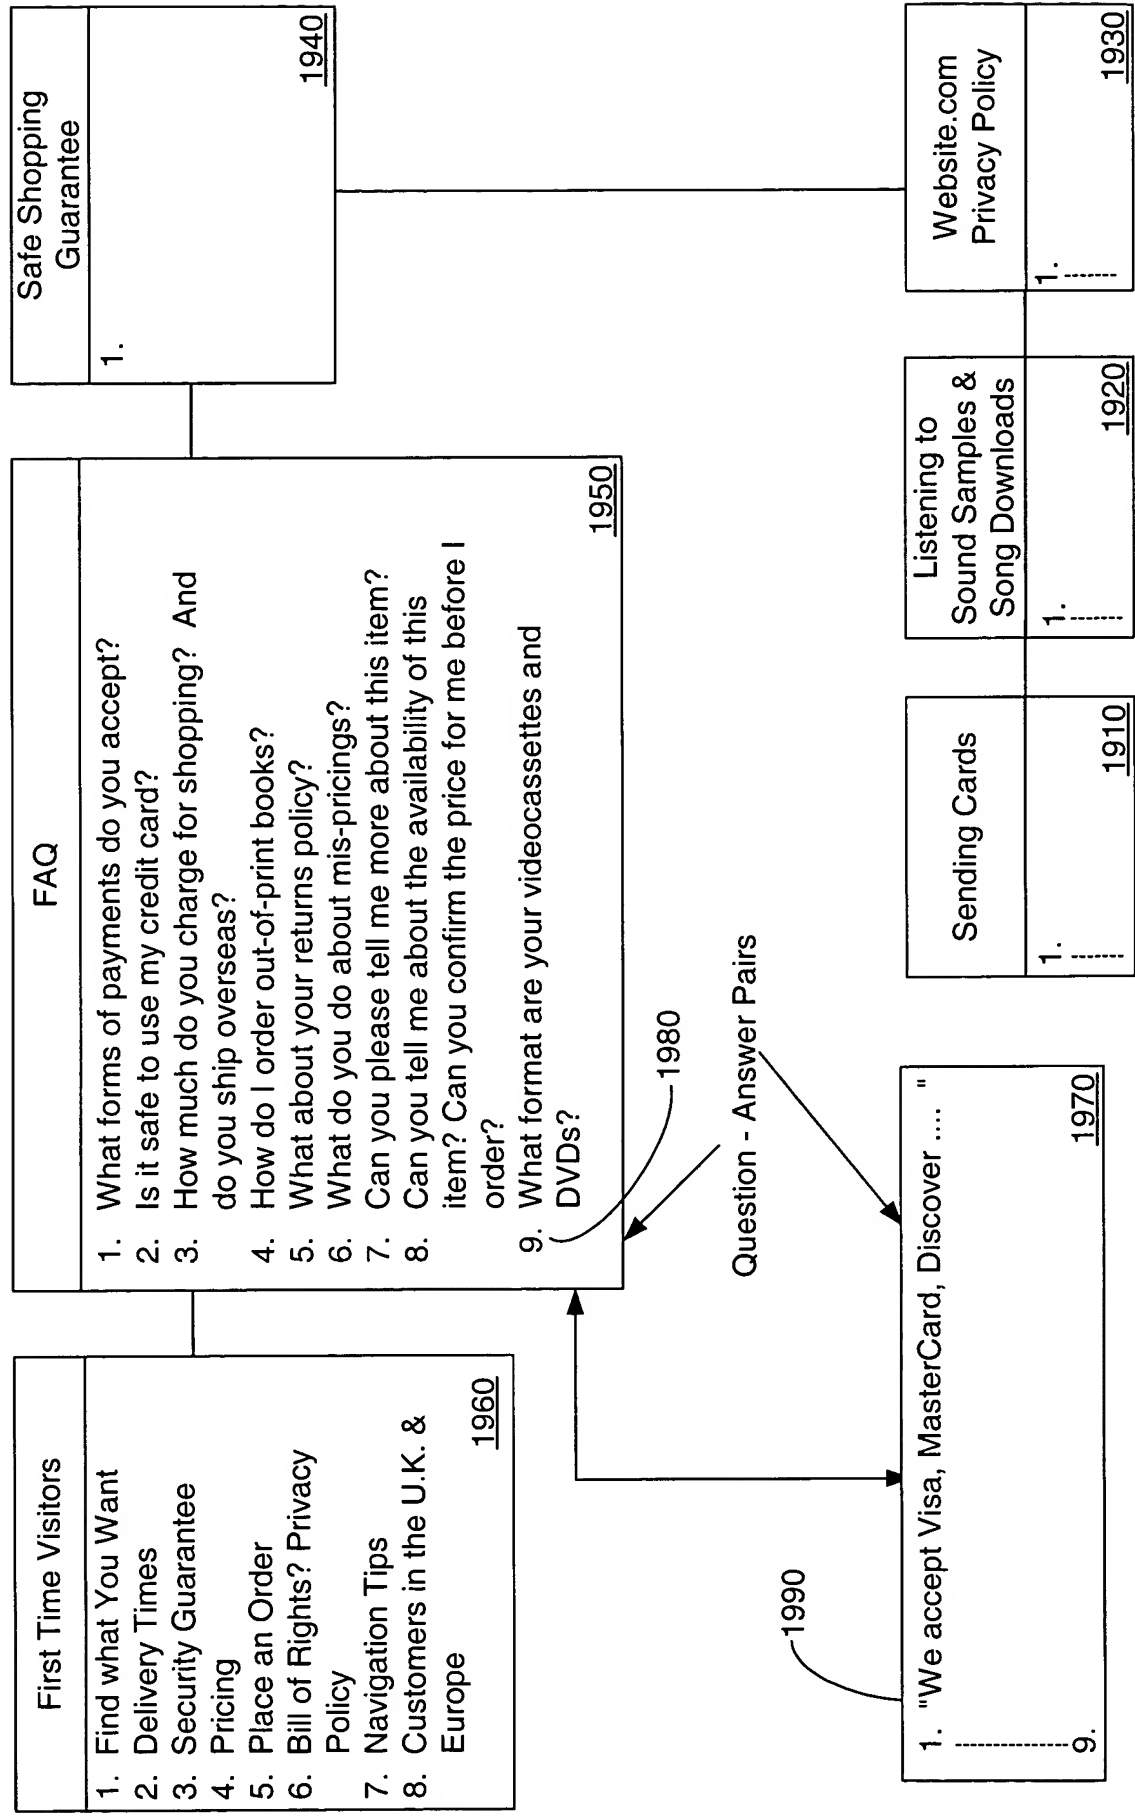 First Time Visitors
1. Find what You Want
2. Delivery Times
3. Security Guarantee
4. Pricing
5. Place an Order
6. Bill of Rights? Privacy
Policy
7. Navigation Tips
8. Customers in the U.K. &
Europe
1960
FAQ
1. What forms of payments do you accept?
2. Is it safe to use my credit card?
3. How much do you charge for shopping? And
do you ship overseas?
4. How do I order out-of-print books?
5. What about your returns policy?
6. What do you do about mis-pricings?
7. Can you please tell me more about this item?
8. Can you tell me about the availability of this
item? Can you confirm the price for me before I
order?
9. What format are your videocassettes and
DVDs?
1950
Safe Shopping
Guarantee
1.
1940
1980
Question - Answer Pairs
1990
1. "We accept Visa, MasterCard, Discover .... "
9.
1970
Sending Cards
1.
1910
Listening to
Sound Samples &
Song Downloads
1.
1920
Website.com
Privacy Policy
1.
1930